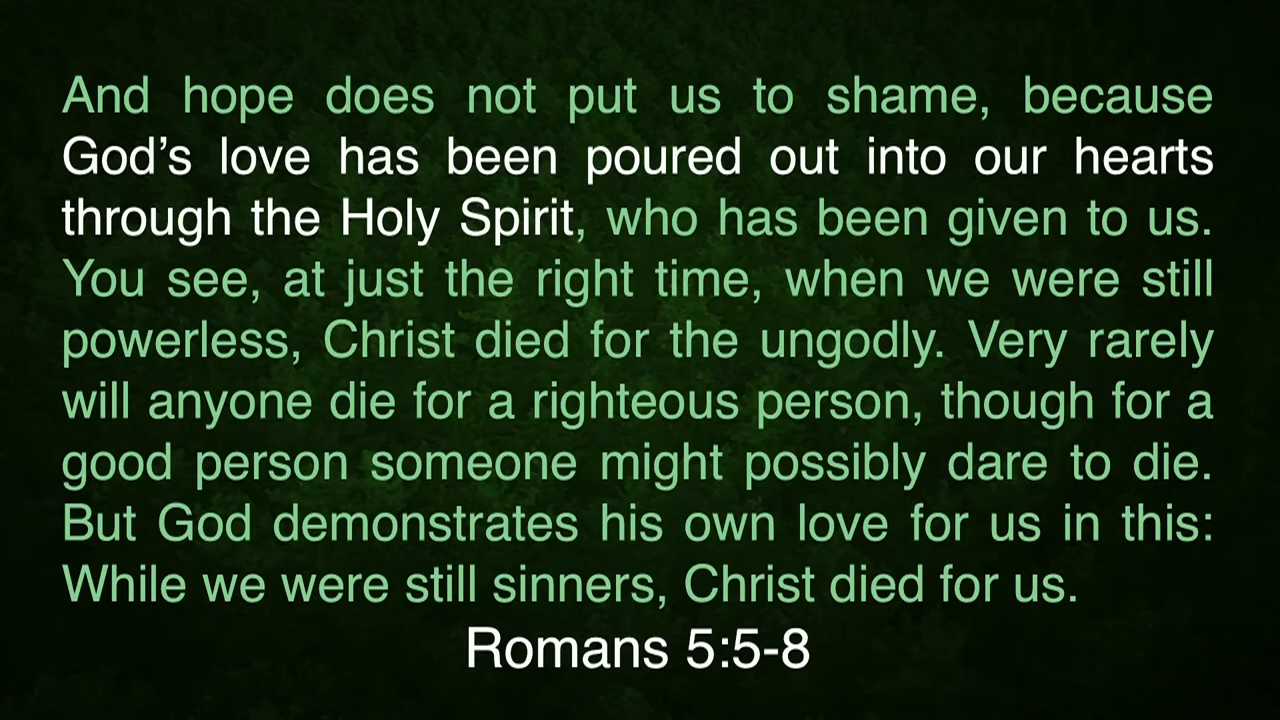 And hope does not put us to shame, because
God’s love has been poured out into our hearts
through the Holy Spirit, who has been given to us.
You see, at just the right time, when we were still
powerless, Christ died for the ungodly. Very rarely
will anyone die for a righteous person, though for a
good person someone might possibly dare to die.
But God demonstrates his own love for us in this:
While we were still sinners, Christ died for us.
Romans 5:5-8